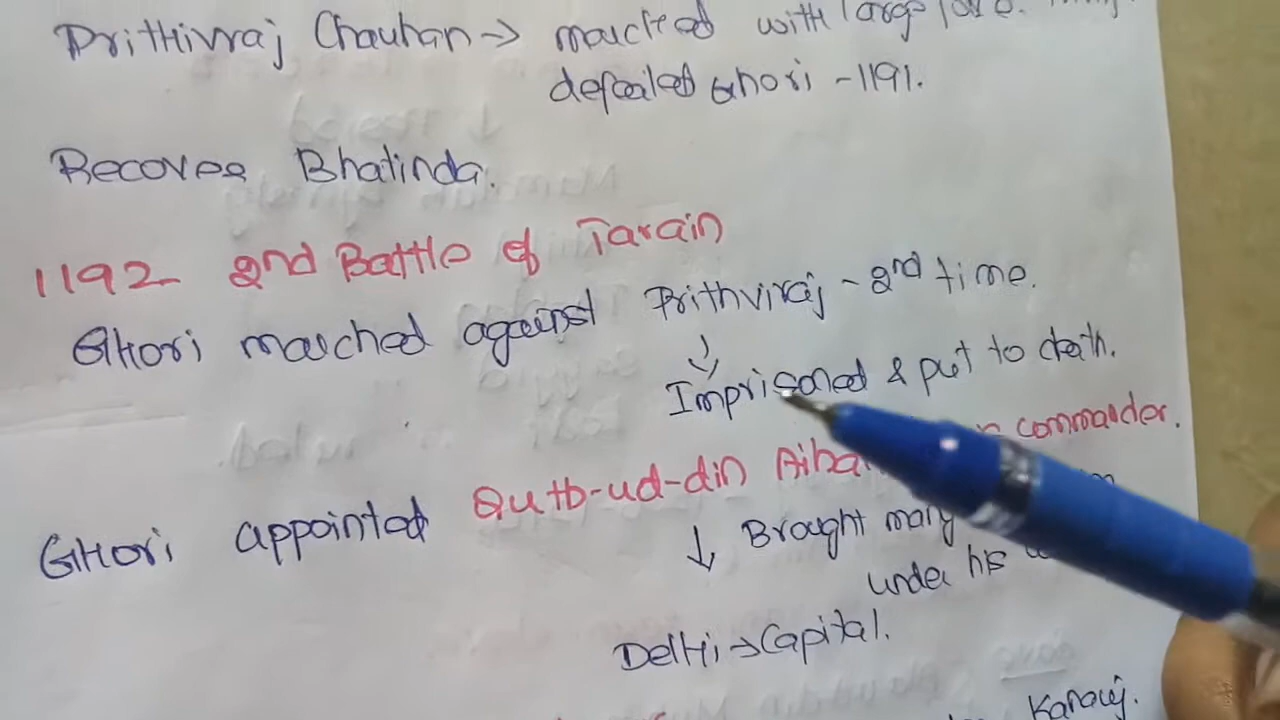 Prithivraj Chauhan → marched with large
defeated Ghori - 1191.
Recover Bhatinda.
1192 2nd Battle of Tarain
GHori marched against Prithviraj - 2nd time.
Imprisoned & put to death.
GHori appointed Qutb-ud-din commander.
↓ Brought many
under his
DelHi → Capital.
Kanauj.